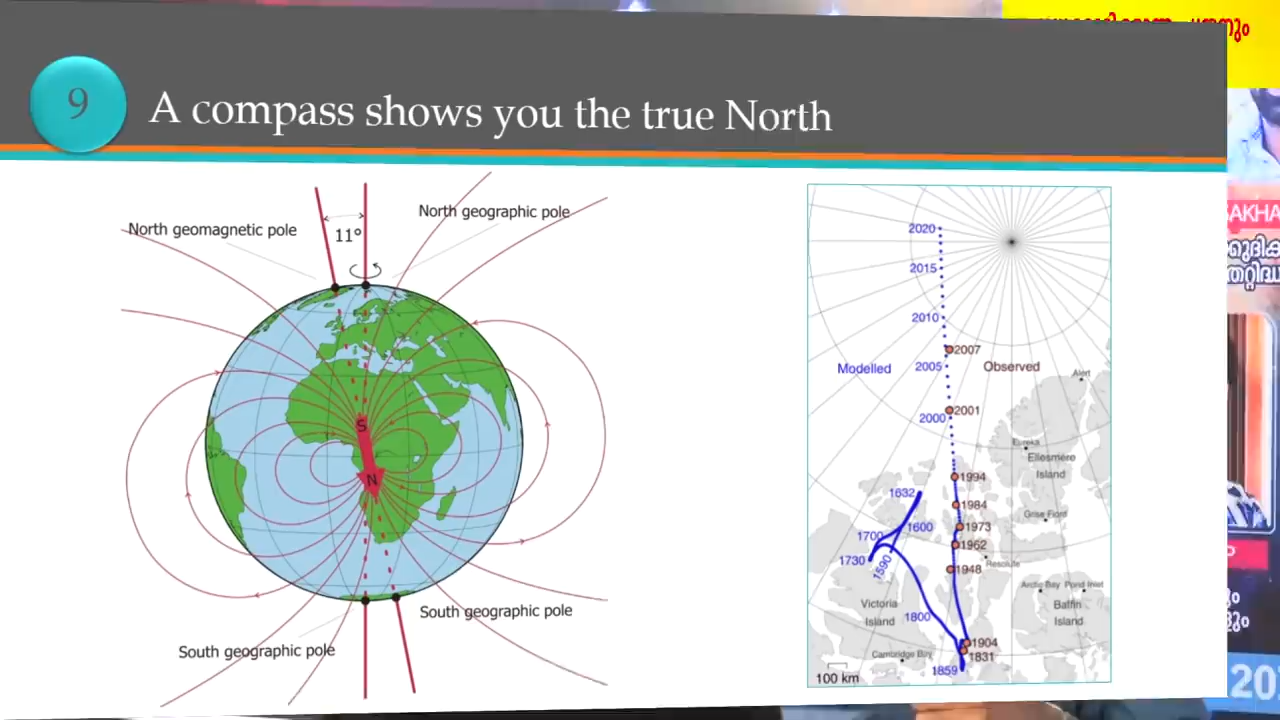 9
A compass shows you the true North
North geomagnetic pole
North geographic pole
11°
S
N
South geographic pole
South geographic pole
2020
2015
2010
2007
Modelled
2005
Observed
2001
2000
Alert
Eureka
Ellesmere
Island
1994
1632
1984
Grise Fiord
1600
1973
1700
1962
1730
1590
Resolute
1948
Arctic Bay
Pond Inlet
Victoria
Island
Baffin
Island
1800
1904
1831
Cambridge Bay
1859
100 km
SAKHA
P
20